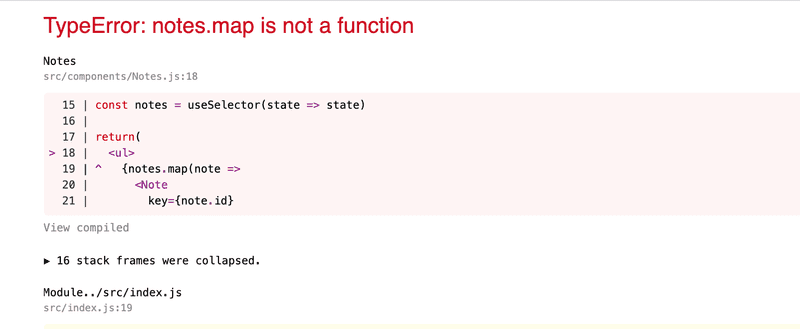 TypeError: notes.map is not a function
Notes
src/components/Notes.js:18
15 | const notes = useSelector(state => state)
16 |
17 | return(
> 18 |   <ul>
19 | ^   {notes.map(note =>
20 |       <Note
21 |         key={note.id}
View compiled
▶ 16 stack frames were collapsed.
Module../src/index.js
src/index.js:19